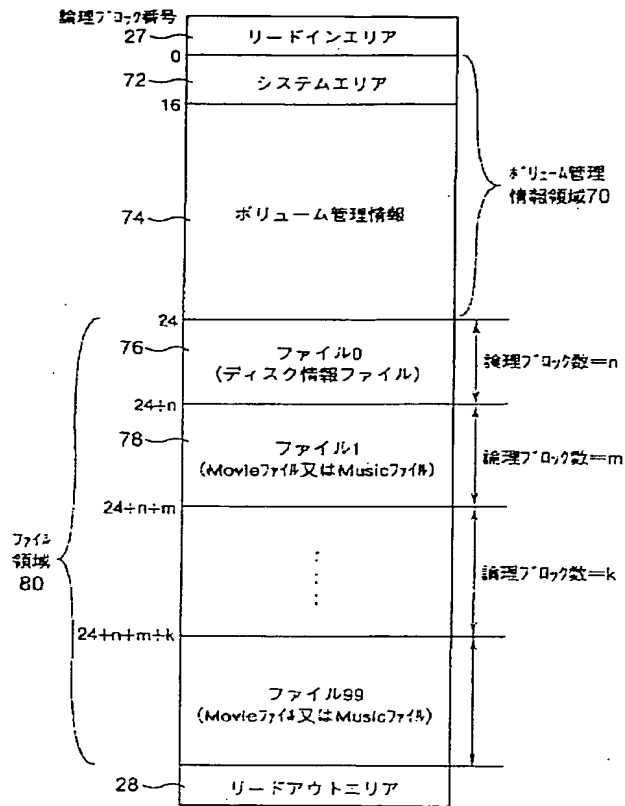 論理ブロック番号
27
リードインエリア
0
72
システムエリア
16
ボリューム管理
情報領域70
74
ボリューム管理情報
24
76
ファイル0
(ディスク情報ファイル)
論理ブロック数=n
24+n
78
ファイル1
(Movieファイル又はMusicファイル)
論理ブロック数=m
24+n+m
ファイル
領域
80
論理ブロック数=k
24+n+m+k
ファイル99
(Movieファイル又はMusicファイル)
28
リードアウトエリア